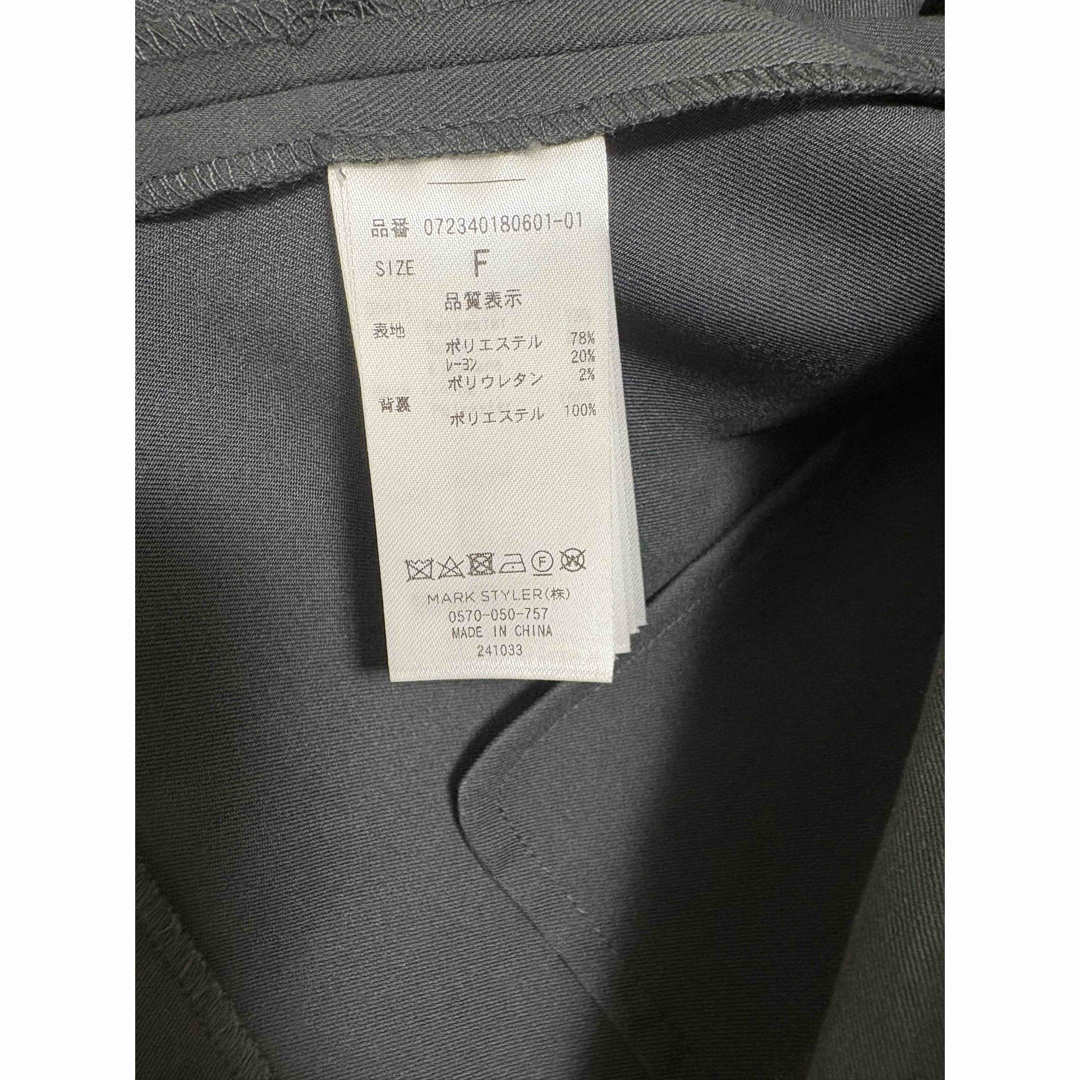 品番 072340180601-01
SIZE F
品質表示
表地
ポリエステル 78%
レーヨン 20%
ポリウレタン 2%
背裏
ポリエステル 100%
MARK STYLER(株)
0570-050-757
MADE IN CHINA
241033